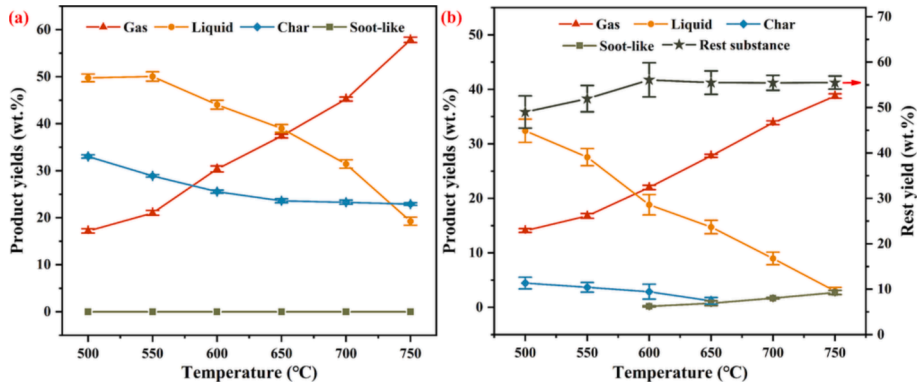 (a)
Gas Liquid Char Soot-like
60
50
40
30
20
10
0
Product yields (wt.%)
500 550 600 650 700 750
Temperature (℃)
(b)
Gas Liquid Char
Soot-like Rest substance
50
40
30
20
10
0
Product yields (wt.%)
70
60
50
40
30
20
10
0
Rest yield (wt.%)
500 550 600 650 700 750
Temperature (℃)